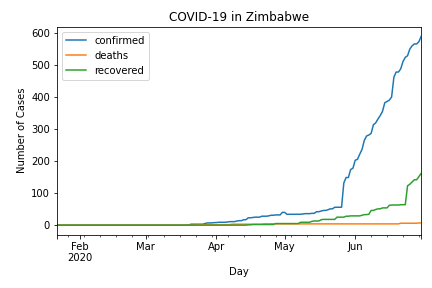 COVID-19 in Zimbabwe
confirmed
deaths
recovered
Number of Cases
600
500
400
300
200
100
0
Feb
2020
Mar
Apr
May
Jun
Day